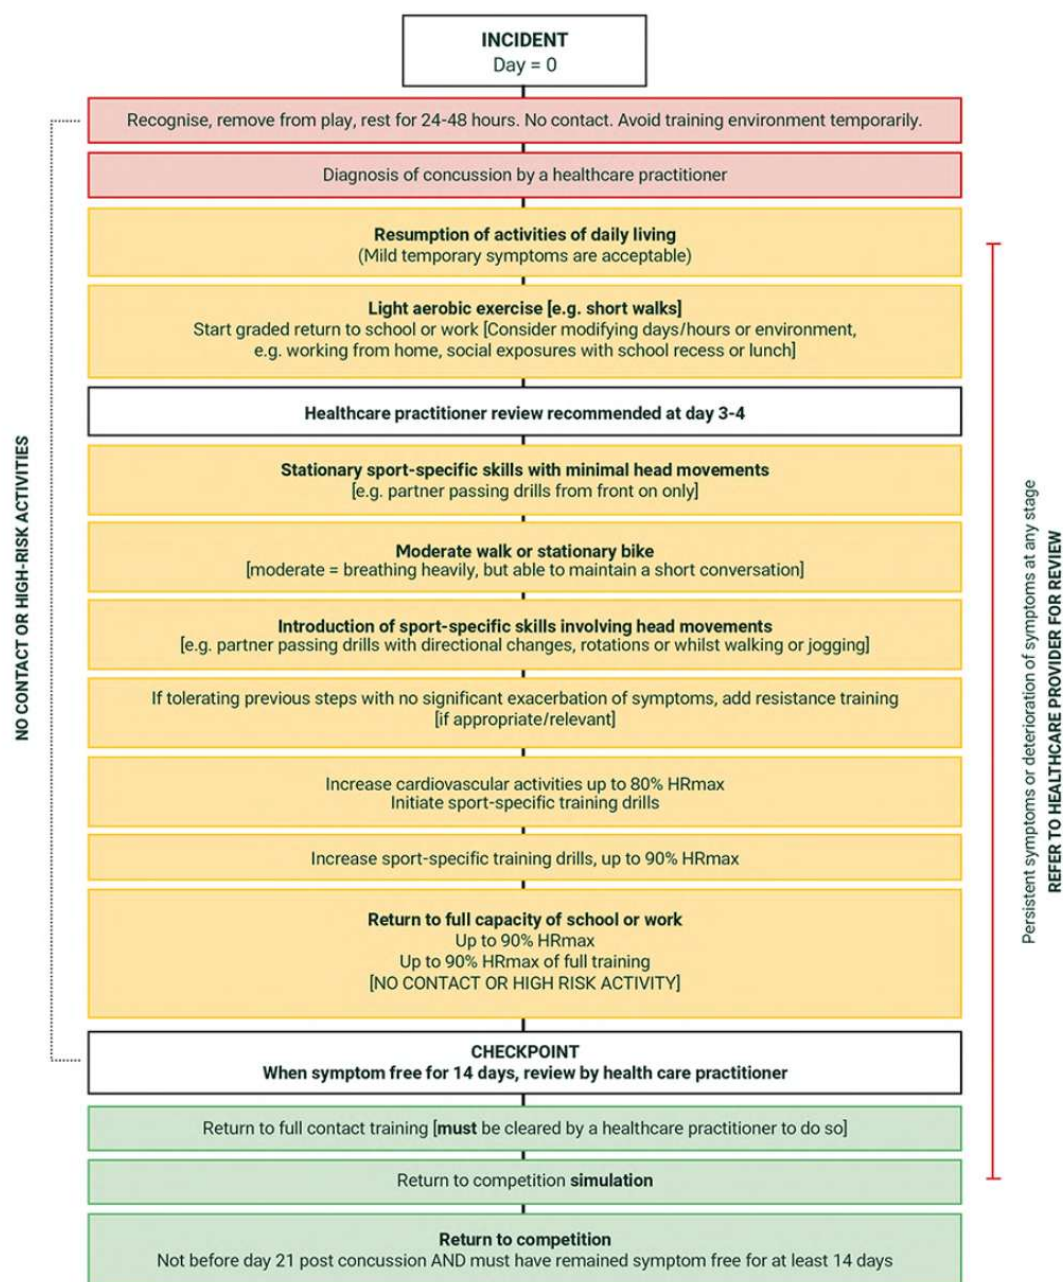 INCIDENT
Day = 0
Recognise, remove from play, rest for 24-48 hours. No contact. Avoid training environment temporarily.
Diagnosis of concussion by a healthcare practitioner
Resumption of activities of daily living
(Mild temporary symptoms are acceptable)
Light aerobic exercise [e.g. short walks]
Start graded return to school or work [Consider modifying days/hours or environment,
e.g. working from home, social exposures with school recess or lunch]
Healthcare practitioner review recommended at day 3-4
Stationary sport-specific skills with minimal head movements
[e.g. partner passing drills from front on only]
Moderate walk or stationary bike
[moderate = breathing heavily, but able to maintain a short conversation]
Introduction of sport-specific skills involving head movements
[e.g. partner passing drills with directional changes, rotations or whilst walking or jogging]
If tolerating previous steps with no significant exacerbation of symptoms, add resistance training
[if appropriate/relevant]
Increase cardiovascular activities up to 80% HRmax
Initiate sport-specific training drills
Increase sport-specific training drills, up to 90% HRmax
Return to full capacity of school or work
Up to 90% HRmax
Up to 90% HRmax of full training
[NO CONTACT OR HIGH RISK ACTIVITY]
CHECKPOINT
When symptom free for 14 days, review by health care practitioner
Return to full contact training [must be cleared by a healthcare practitioner to do so]
Return to competition simulation
Return to competition
Not before day 21 post concussion AND must have remained symptom free for at least 14 days
NO CONTACT OR HIGH-RISK ACTIVITIES
Persistent symptoms or deterioration of symptoms at any stage
REFER TO HEALTHCARE PROVIDER FOR REVIEW